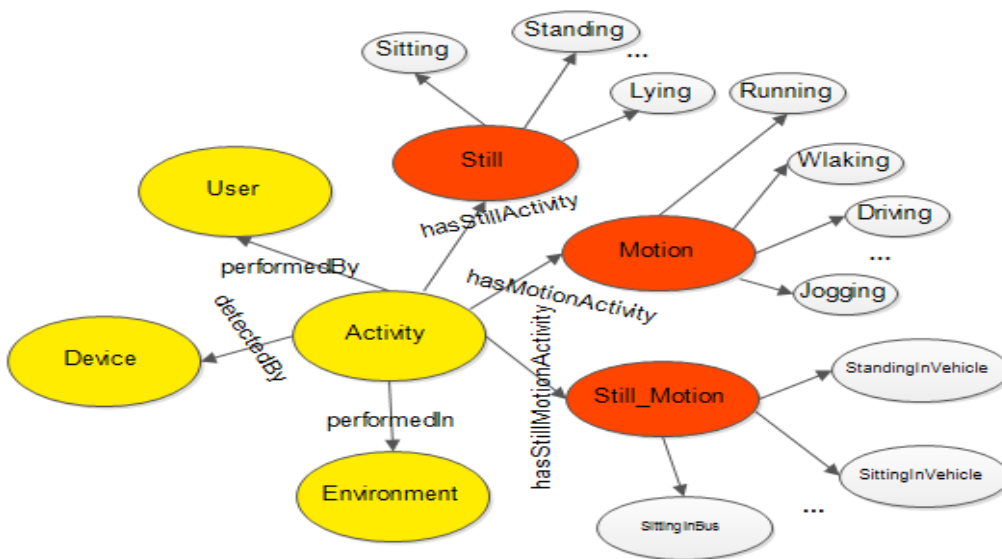 Standing
Sitting
...
Lying
Running
Still
Wlaking
User
hasStillActivity
Driving
Motion
...
performedBy
hasMotionActivity
Jogging
detectedBy
Activity
Device
hasStillMotionActivity
StandingInVehicle
Still_Motion
performedIn
SittingInVehicle
Environment
...
SittingInBus